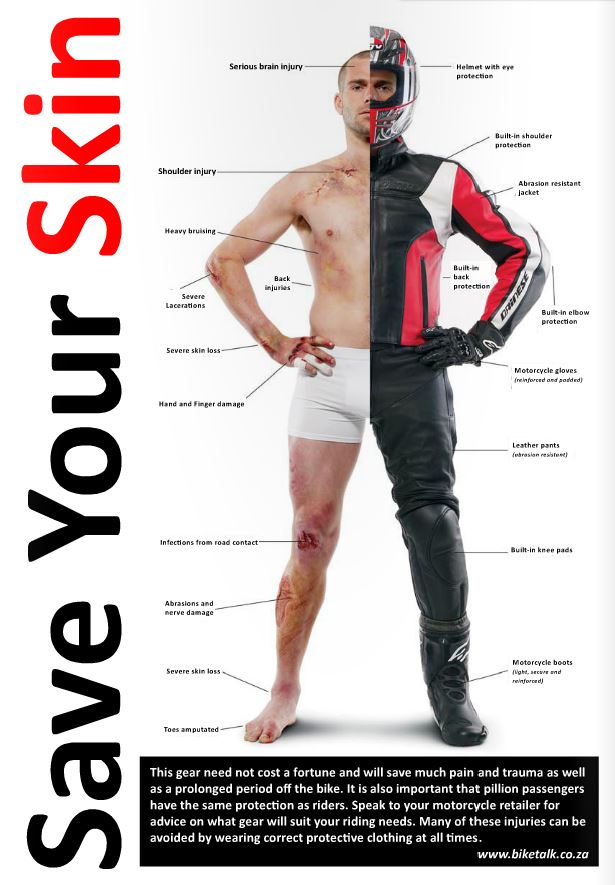 Save Your Skin
Serious brain injury
Helmet with eye
protection
Built-in shoulder
protection
Shoulder injury
Abrasion resistant
jacket
Heavy bruising
Back
injuries
Built-in
back
protection
Severe
Lacerations
DAINESE
Built-in elbow
protection
Severe skin loss
Motorcycle gloves
(reinforced and padded)
Hand and Finger damage
Leather pants
(abrasion resistant)
Infections from road contact
Built-in knee pads
Abrasions and
nerve damage
Severe skin loss
Motorcycle boots
(light, secure and
reinforced)
Toes amputated
This gear need not cost a fortune and will save much pain and trauma as well
as a prolonged period off the bike. It is also important that pillion passengers
have the same protection as riders. Speak to your motorcycle retailer for
advice on what gear will suit your riding needs. Many of these injuries can be
avoided by wearing correct protective clothing at all times.
www.biketalk.co.za